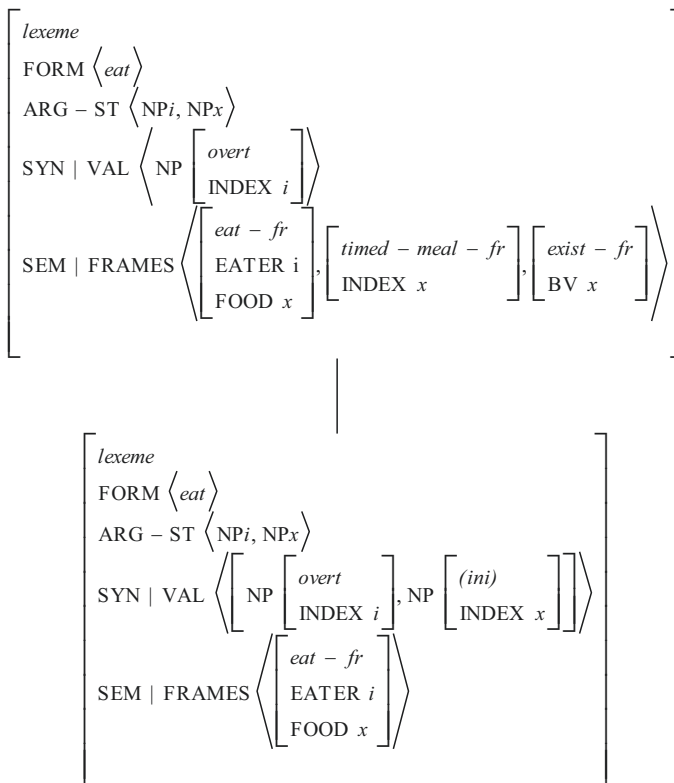 lexeme
FORM ⟨eat⟩
ARG – ST ⟨NPi, NPx⟩
SYN | VAL ⟨NP [overt
INDEX i]⟩
SEM | FRAMES ⟨[eat – fr
EATER i
FOOD x], [timed – meal – fr
INDEX x], [exist – fr
BV x]⟩
lexeme
FORM ⟨eat⟩
ARG – ST ⟨NPi, NPx⟩
SYN | VAL ⟨[NP [overt
INDEX i], NP [(ini)
INDEX x]]⟩
SEM | FRAMES ⟨[eat – fr
EATER i
FOOD x]⟩